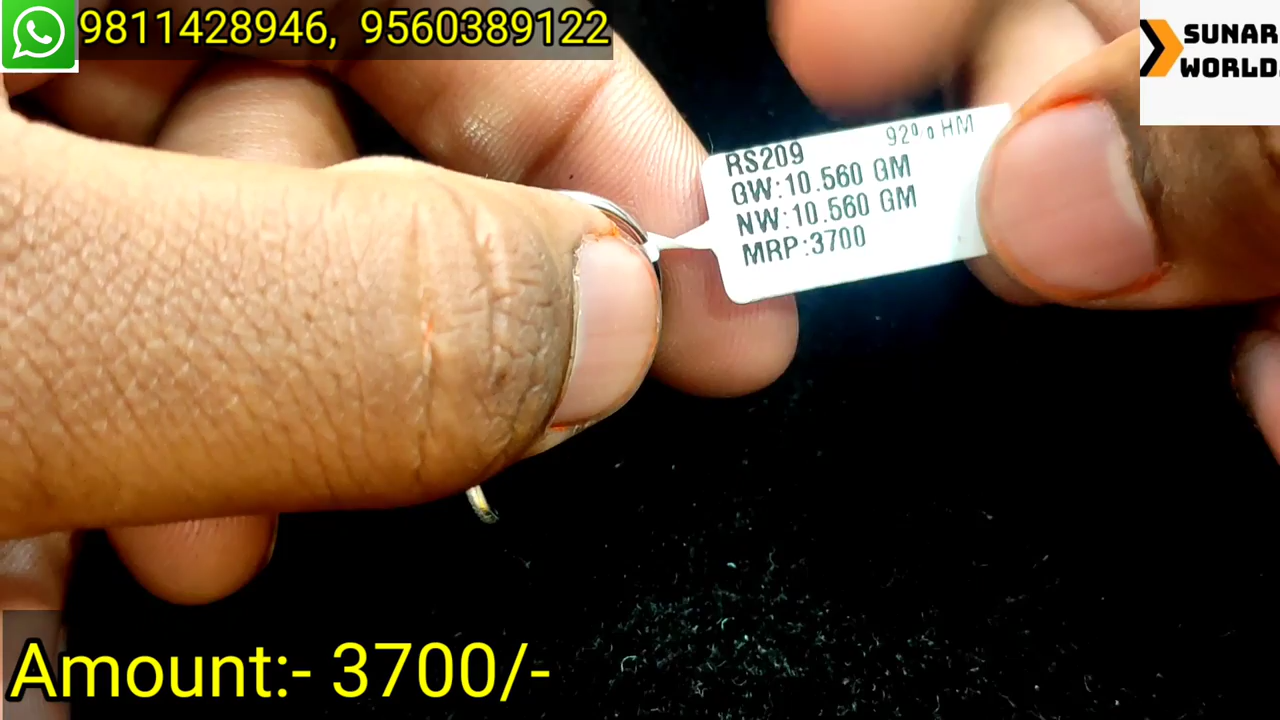 9811428946, 9560389122
SUNAR
WORLD
92% HM
RS209
GW:10.560 GM
NW:10.560 GM
MRP:3700
Amount:- 3700/-